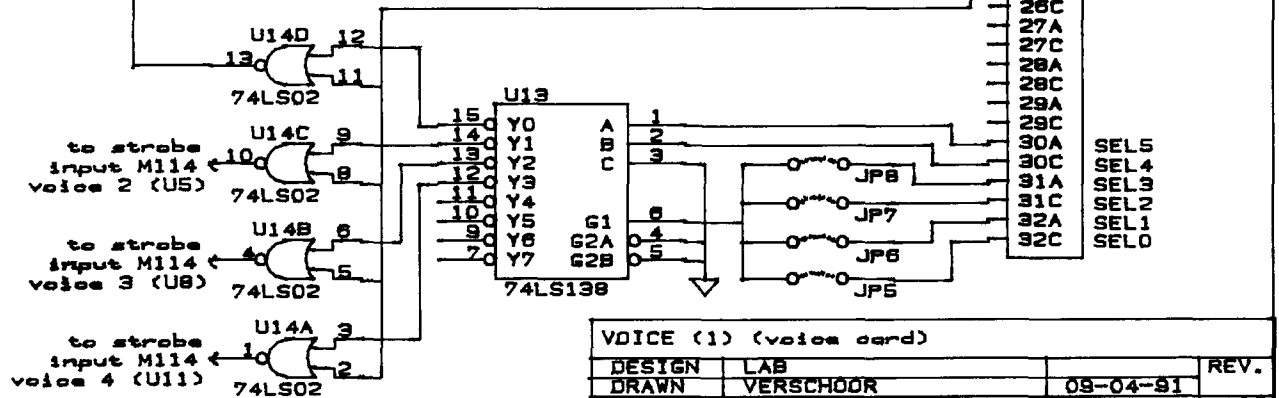 26C
27A
27C
28A
28C
29A
29C
30A SEL5
30C SEL4
31A SEL3
31C SEL2
32A SEL1
32C SEL0
U14D
12
13
11
74LS02
U14C
9
10
8
74LS02
to strobe
input M114
voice 2 (U5)
U14B
6
4
5
74LS02
to strobe
input M114
voice 3 (U8)
U14A
3
1
2
74LS02
to strobe
input M114
voice 4 (U11)
U13
15 Y0 A 1
14 Y1 B 2
13 Y2 C 3
12 Y3
11 Y4
10 Y5 G1 6
9 Y6 G2A 4
7 Y7 G2B 5
74LS138
JP8
JP7
JP6
JP5
VOICE (1) (voice card)
DESIGN LAB REV.
DRAWN VERSCHOOR 09-04-91